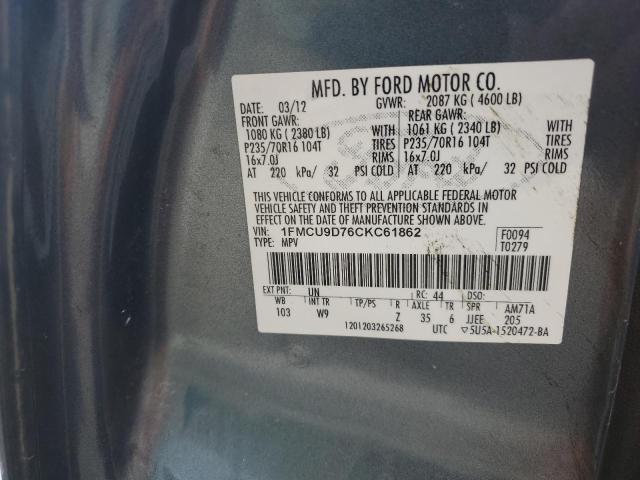 MFD. BY FORD MOTOR CO.
DATE: 03/12 GVWR: 2087 KG ( 4600 LB)
FRONT GAWR: REAR GAWR:
1080 KG ( 2380 LB) WITH 1061 KG ( 2340 LB) WITH
P235/70R16 104T TIRES P235/70R16 104T TIRES
16x7.0J RIMS 16x7.0J RIMS
AT 220 kPa/ 32 PSI COLD AT 220 kPa/ 32 PSI COLD
THIS VEHICLE CONFORMS TO ALL APPLICABLE FEDERAL MOTOR
VEHICLE SAFETY AND THEFT PREVENTION STANDARDS IN
EFFECT ON THE DATE OF MANUFACTURE SHOWN ABOVE.
VIN: 1FMCU9D76CKC61862 F0094
TYPE: MPV T0279
EXT PNT: UN RC: 44 DSO:
WB INT TR TP/PS R AXLE TR SPR AM71A
103 W9 Z 35 6 JJEE 205
1201203265268 UTC ▽5U5A-1520472-BA